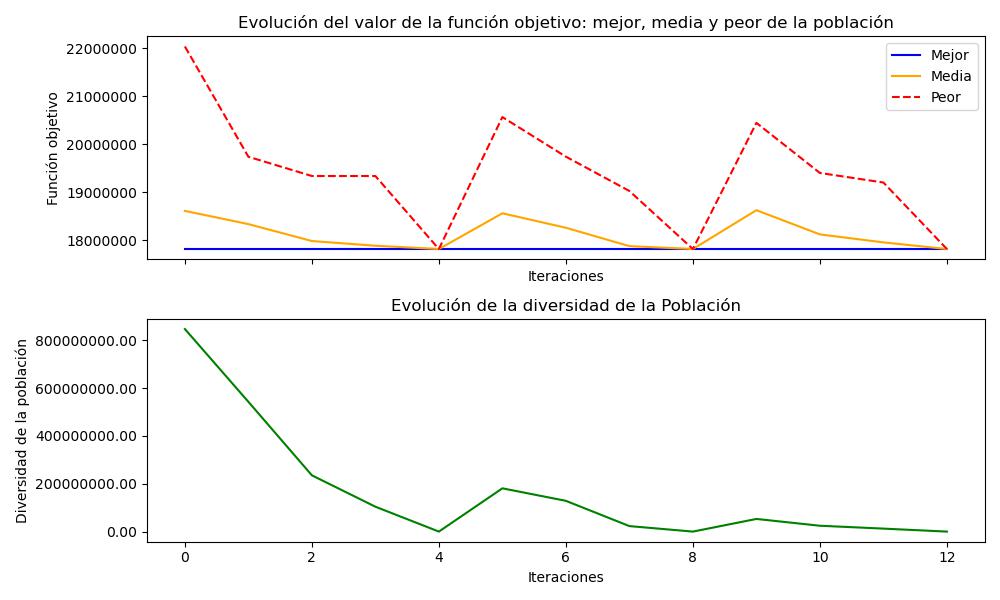 Evolución del valor de la función objetivo: mejor, media y peor de la población
Función objetivo
22000000
21000000
20000000
19000000
18000000
Mejor
Media
Peor
Iteraciones
Evolución de la diversidad de la Población
Diversidad de la población
800000000.00
600000000.00
400000000.00
200000000.00
0.00
0 2 4 6 8 10 12
Iteraciones